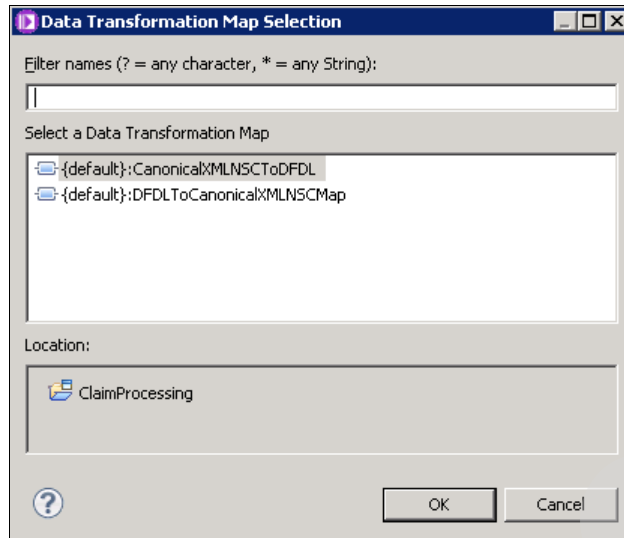 Data Transformation Map Selection
Filter names (? = any character, * = any String):
Select a Data Transformation Map
{default}:CanonicalXMLNSCToDFDL
{default}:DFDLToCanonicalXMLNSCMap
Location:
ClaimProcessing
?
OK
Cancel